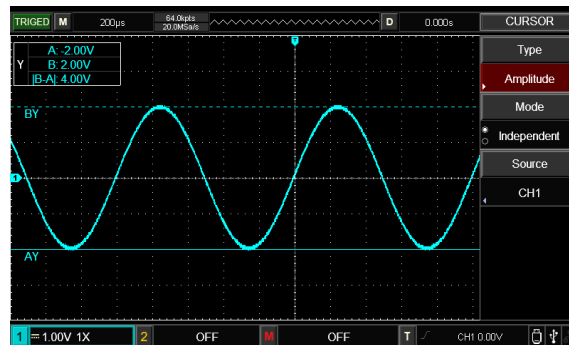 TRIGED M 200μs 64.0kpts D 0.000s CURSOR
20.0MSa/s
T
Type
A: -2.00V
Y B: 2.00V
|B-A|: 4.00V
Amplitude
Mode
BY
Independent
Source
1
CH1
AY
1 1.00V 1X 2 OFF M OFF T CH1 0.00V